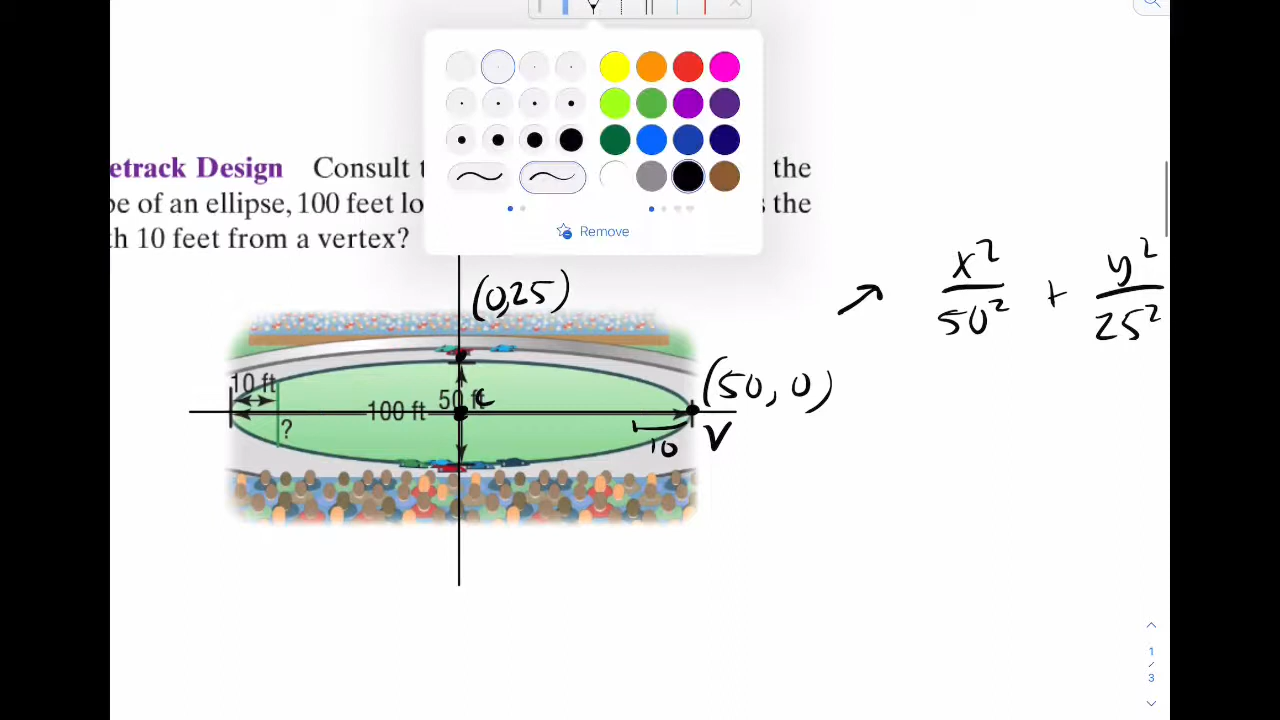 Remove
etrack Design Consult t the
pe of an ellipse, 100 feet lo s the
th 10 feet from a vertex?
(0,25)
x² / 50² + y² / 25²
10 ft
50 ft
c
100 ft
?
(50, 0)
10
V
1
/
3